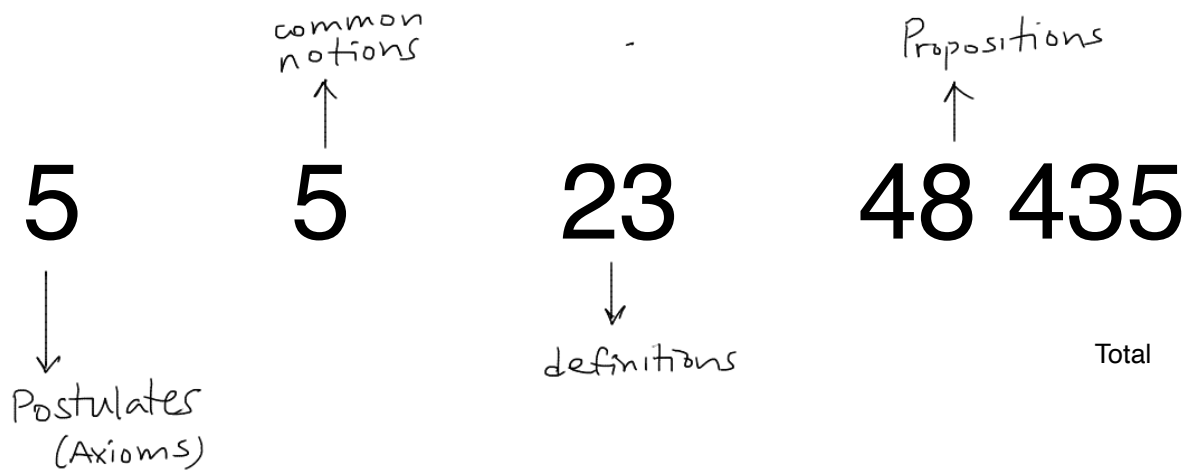 common
notions
Propositions
5 5 23 48 435
definitions
Total
Postulates
(Axioms)